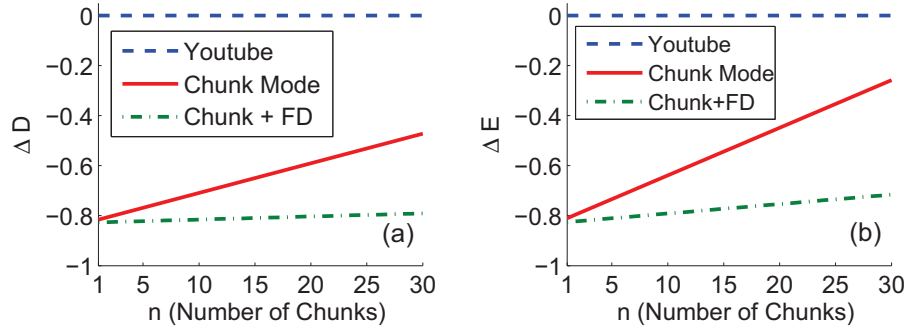 0
−0.2
−0.4
−0.6
−0.8
−1
Δ D
Youtube
Chunk Mode
Chunk + FD
(a)
1 5 10 15 20 25 30
n (Number of Chunks)
0
−0.2
−0.4
−0.6
−0.8
−1
Δ E
Youtube
Chunk Mode
Chunk+FD
(b)
1 5 10 15 20 25 30
n (Number of Chunks)